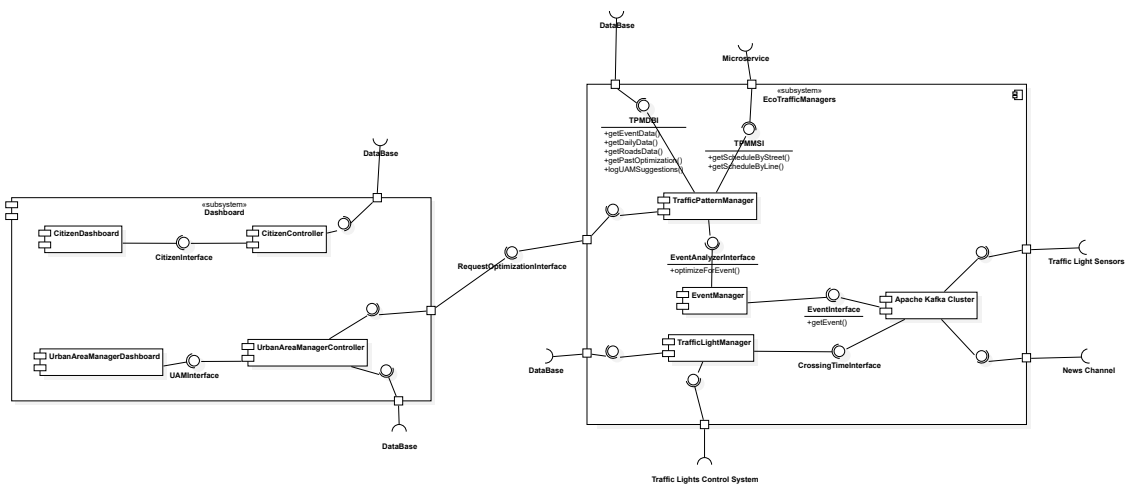 DataBase
Microservice
«subsystem»
EcoTrafficManagers
TPMDBI
+getEventData()
+getDailyData()
+getRoadsData()
+getPastOptimization()
+logUAMSuggestions()
TPMMSI
+getScheduleByStreet()
+getScheduleByLine()
DataBase
«subsystem»
Dashboard
TrafficPatternManager
CitizenDashboard
CitizenController
CitizenInterface
RequestOptimizationInterface
EventAnalyzerInterface
+optimizeForEvent()
Traffic Light Sensors
EventManager
Apache Kafka Cluster
EventInterface
+getEvent()
UrbanAreaManagerDashboard
UrbanAreaManagerController
UAMInterface
TrafficLightManager
DataBase
CrossingTimeInterface
News Channel
DataBase
Traffic Lights Control System